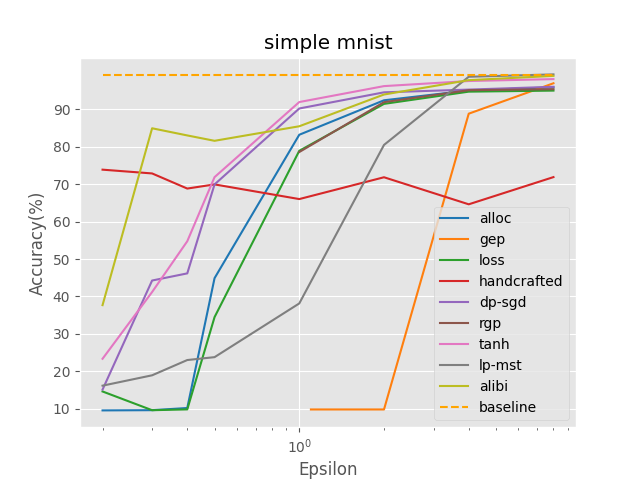 simple mnist
Accuracy(%)
90
80
70
60
50
40
30
20
10
10⁰
Epsilon
alloc
gep
loss
handcrafted
dp-sgd
rgp
tanh
lp-mst
alibi
baseline